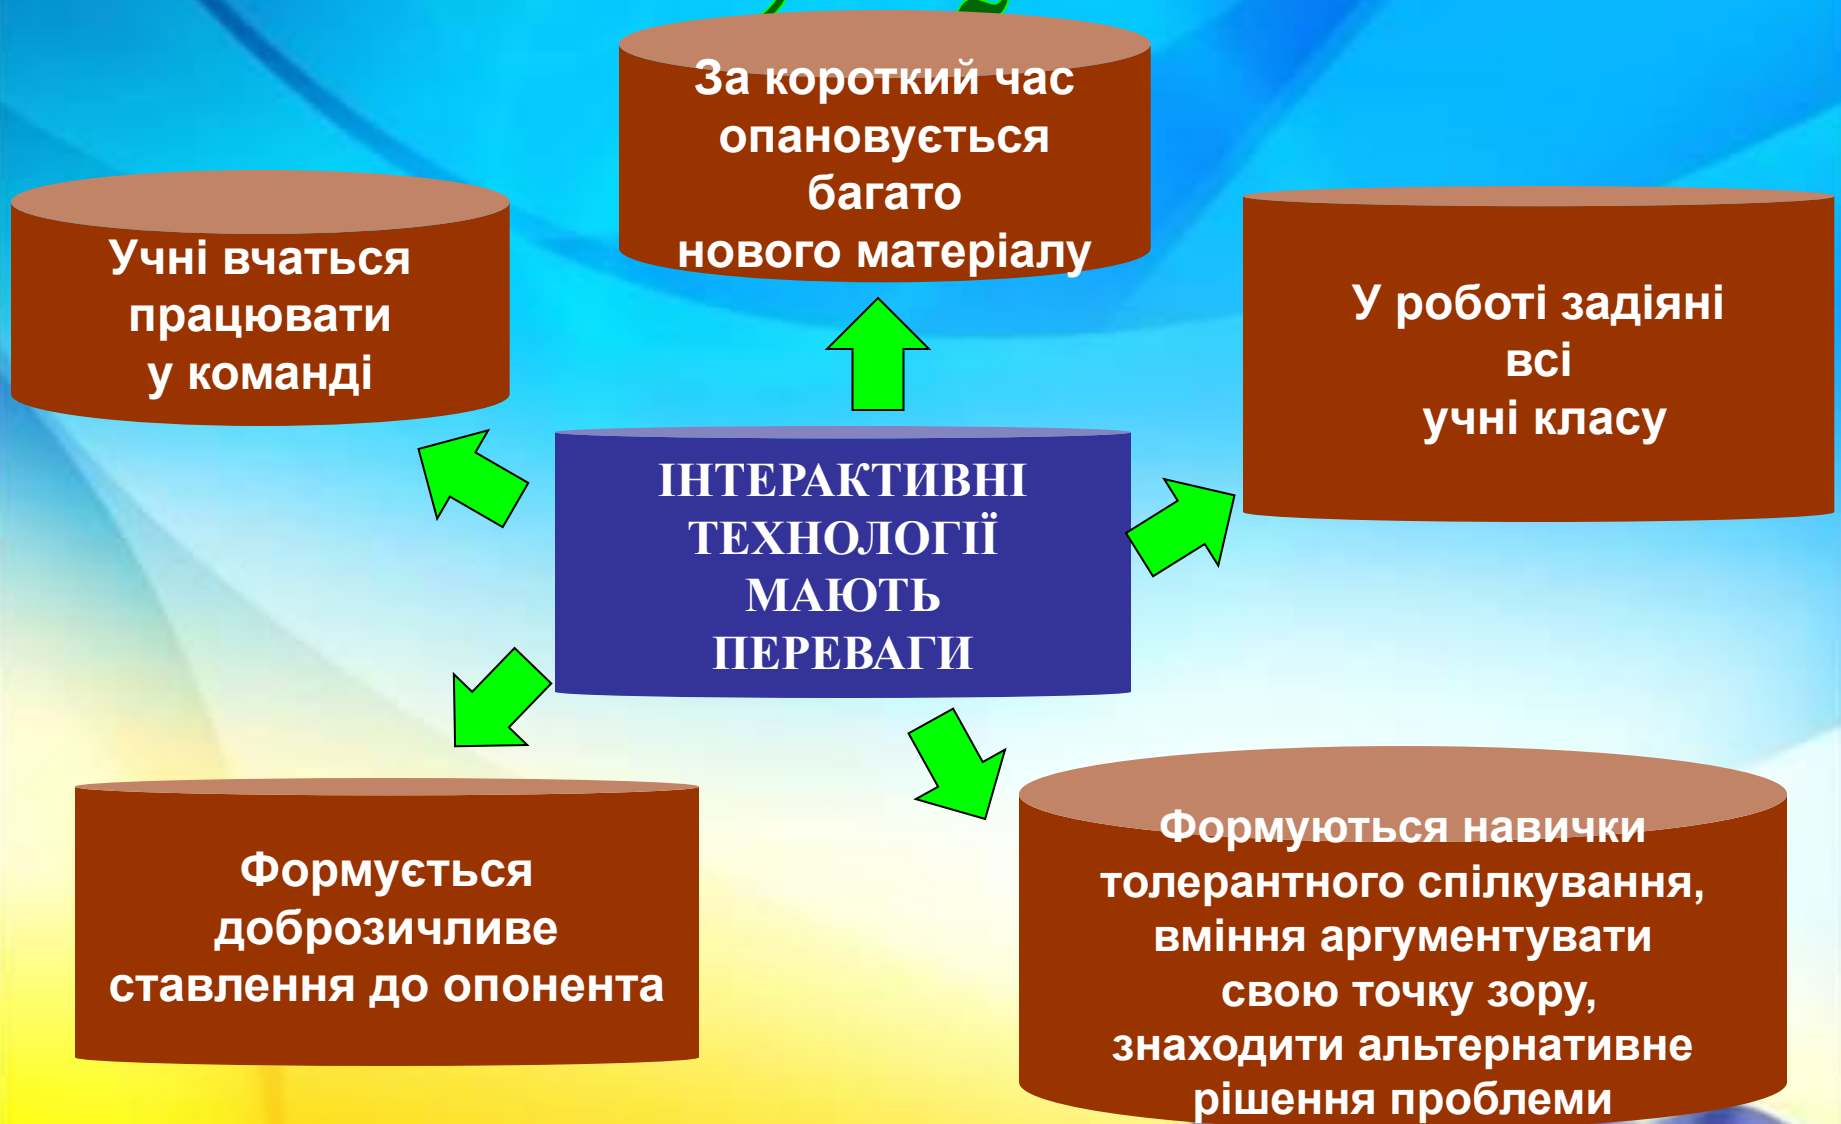 За короткий час
опановується
багато
нового матеріалу
Учні вчаться
працювати
у команді
У роботі задіяні
всі
учні класу
ІНТЕРАКТИВНІ
ТЕХНОЛОГІЇ
МАЮТЬ
ПЕРЕВАГИ
Формується
доброзичливе
ставлення до опонента
Формуються навички
толерантного спілкування,
вміння аргументувати
свою точку зору,
знаходити альтернативне
рішення проблеми